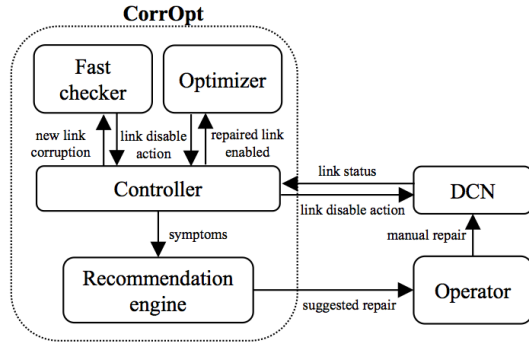 CorrOpt
Fast
checker
Optimizer
new link
corruption
link disable
action
repaired link
enabled
Controller
link status
link disable action
DCN
symptoms
manual repair
Recommendation
engine
suggested repair
Operator